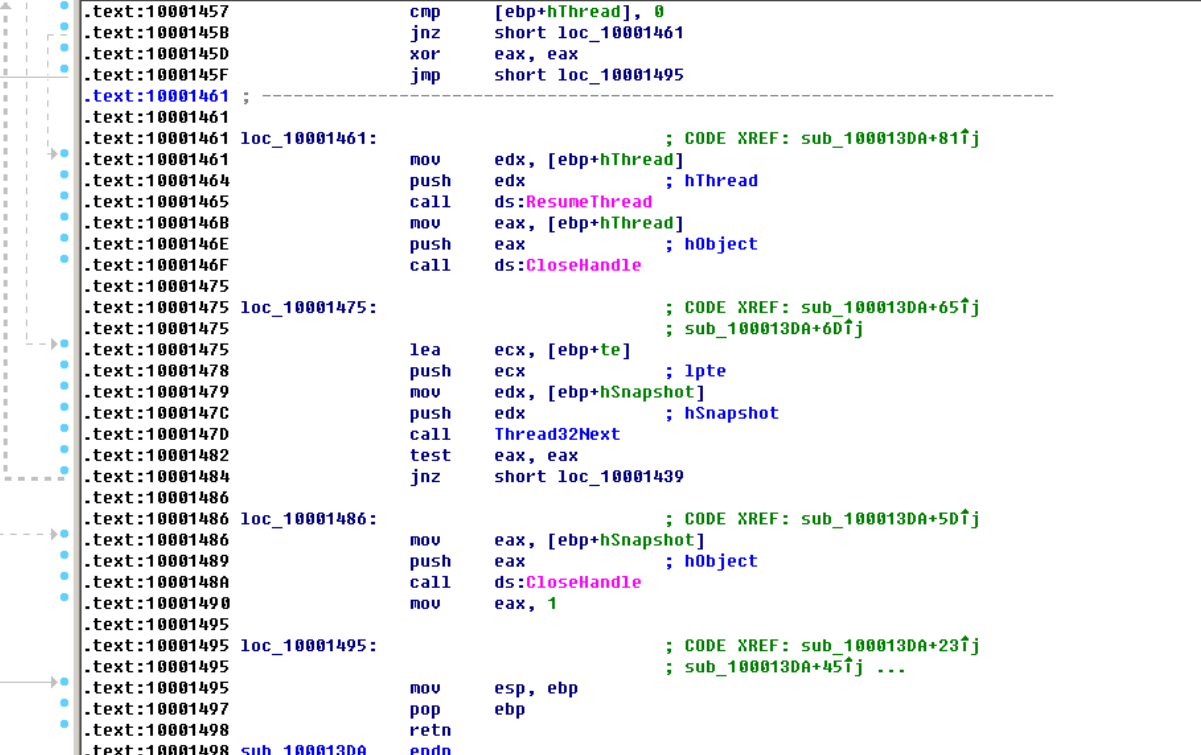 .text:10001457 cmp [ebp+hThread], 0
.text:1000145B jnz short loc_10001461
.text:1000145D xor eax, eax
.text:1000145F jmp short loc_10001495
.text:10001461 ; ---------------------------------------------------------------------------
.text:10001461
.text:10001461 loc_10001461: ; CODE XREF: sub_100013DA+81↑j
.text:10001461 mov edx, [ebp+hThread]
.text:10001464 push edx ; hThread
.text:10001465 call ds:ResumeThread
.text:1000146B mov eax, [ebp+hThread]
.text:1000146E push eax ; hObject
.text:1000146F call ds:CloseHandle
.text:10001475
.text:10001475 loc_10001475: ; CODE XREF: sub_100013DA+65↑j
.text:10001475 ; sub_100013DA+6D↑j
.text:10001475 lea ecx, [ebp+te]
.text:10001478 push ecx ; lpte
.text:10001479 mov edx, [ebp+hSnapshot]
.text:1000147C push edx ; hSnapshot
.text:1000147D call Thread32Next
.text:10001482 test eax, eax
.text:10001484 jnz short loc_10001439
.text:10001486
.text:10001486 loc_10001486: ; CODE XREF: sub_100013DA+5D↑j
.text:10001486 mov eax, [ebp+hSnapshot]
.text:10001489 push eax ; hObject
.text:1000148A call ds:CloseHandle
.text:10001490 mov eax, 1
.text:10001495
.text:10001495 loc_10001495: ; CODE XREF: sub_100013DA+23↑j
.text:10001495 ; sub_100013DA+45↑j ...
.text:10001495 mov esp, ebp
.text:10001497 pop ebp
.text:10001498 retn
.text:10001498 sub_100013DA endp